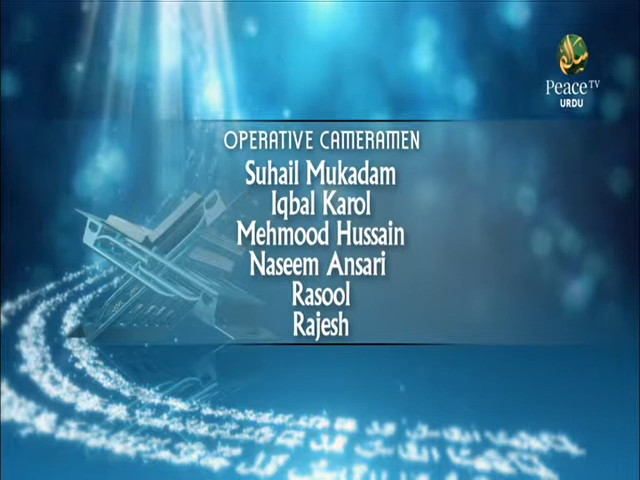 Peace TV
URDU
OPERATIVE CAMERAMEN
Suhail Mukadam
Iqbal Karol
Mehmood Hussain
Naseem Ansari
Rasool
Rajesh